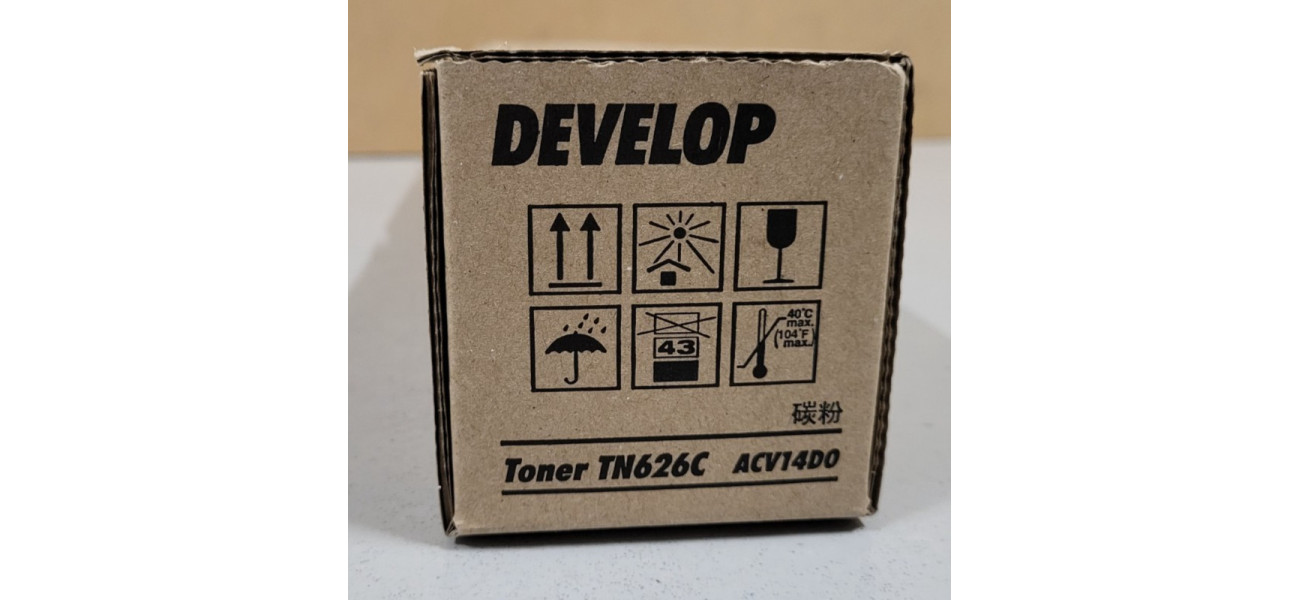 DEVELOP
43
40°C
max.
(104°F
max.)
碳粉
Toner TN626C ACV14D0